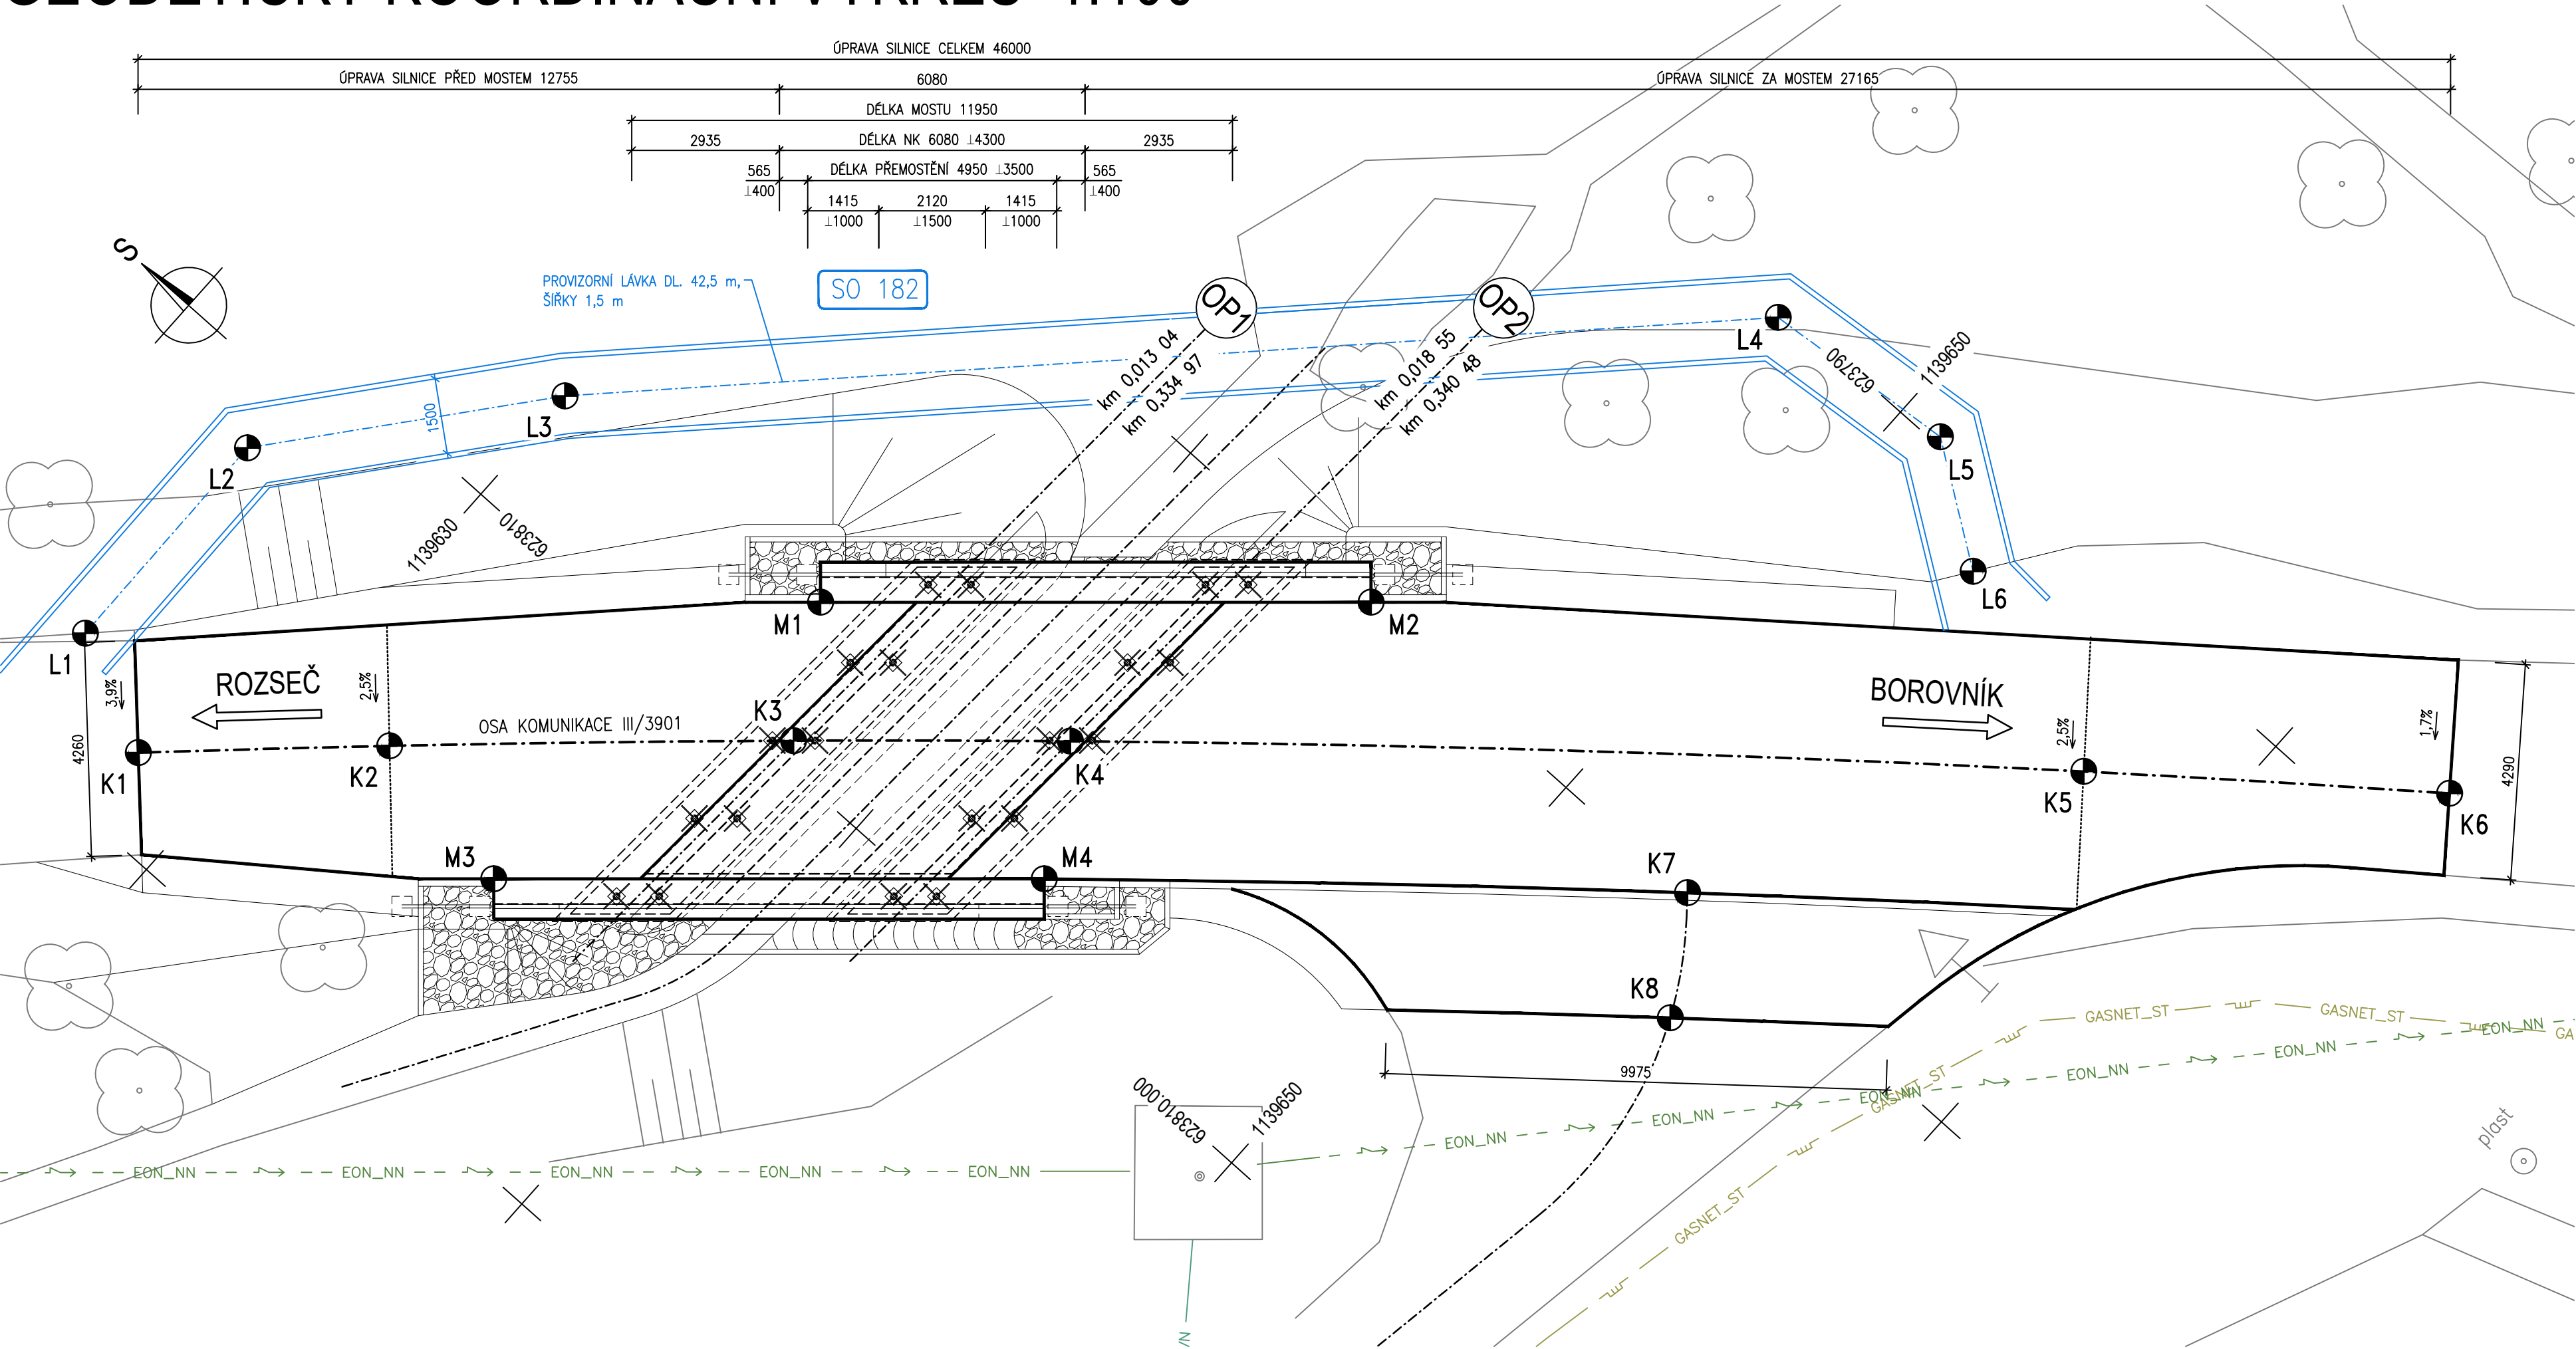 ÚPRAVA SILNICE CELKEM 46000
ÚPRAVA SILNICE PŘED MOSTEM 12755
6080
ÚPRAVA SILNICE ZA MOSTEM 27165
DÉLKA MOSTU 11950
2935
DÉLKA NK 6080 ⊥4300
2935
565
⊥400
DÉLKA PŘEMOSTĚNÍ 4950 ⊥3500
565
⊥400
1415
⊥1000
2120
⊥1500
1415
⊥1000
S
PROVIZORNÍ LÁVKA DL. 42,5 m,
ŠÍŘKY 1,5 m
SO 182
OP1
OP2
km 0,013 04
km 0,334 97
km 0,018 55
km 0,340 48
L4
623790
1139650
1500
L3
L2
L5
1139630
623810
L6
M1
M2
L1
3,9%
ROZSEČ
2,5%
K3
OSA KOMUNIKACE III/3901
BOROVNÍK
2,5%
1,7%
4260
K1
K2
K4
K5
4290
K6
M3
M4
K7
K8
9975
GASNET_ST
GASNET_ST
EON_NN
GA
EON_NN
EON_NN
GASNET_ST
EON_NN
EON_NN
EON_NN
623810.000
1139650
plast
EON_NN
EON_NN
EON_NN
EON_NN
EON_NN
GASNET_ST